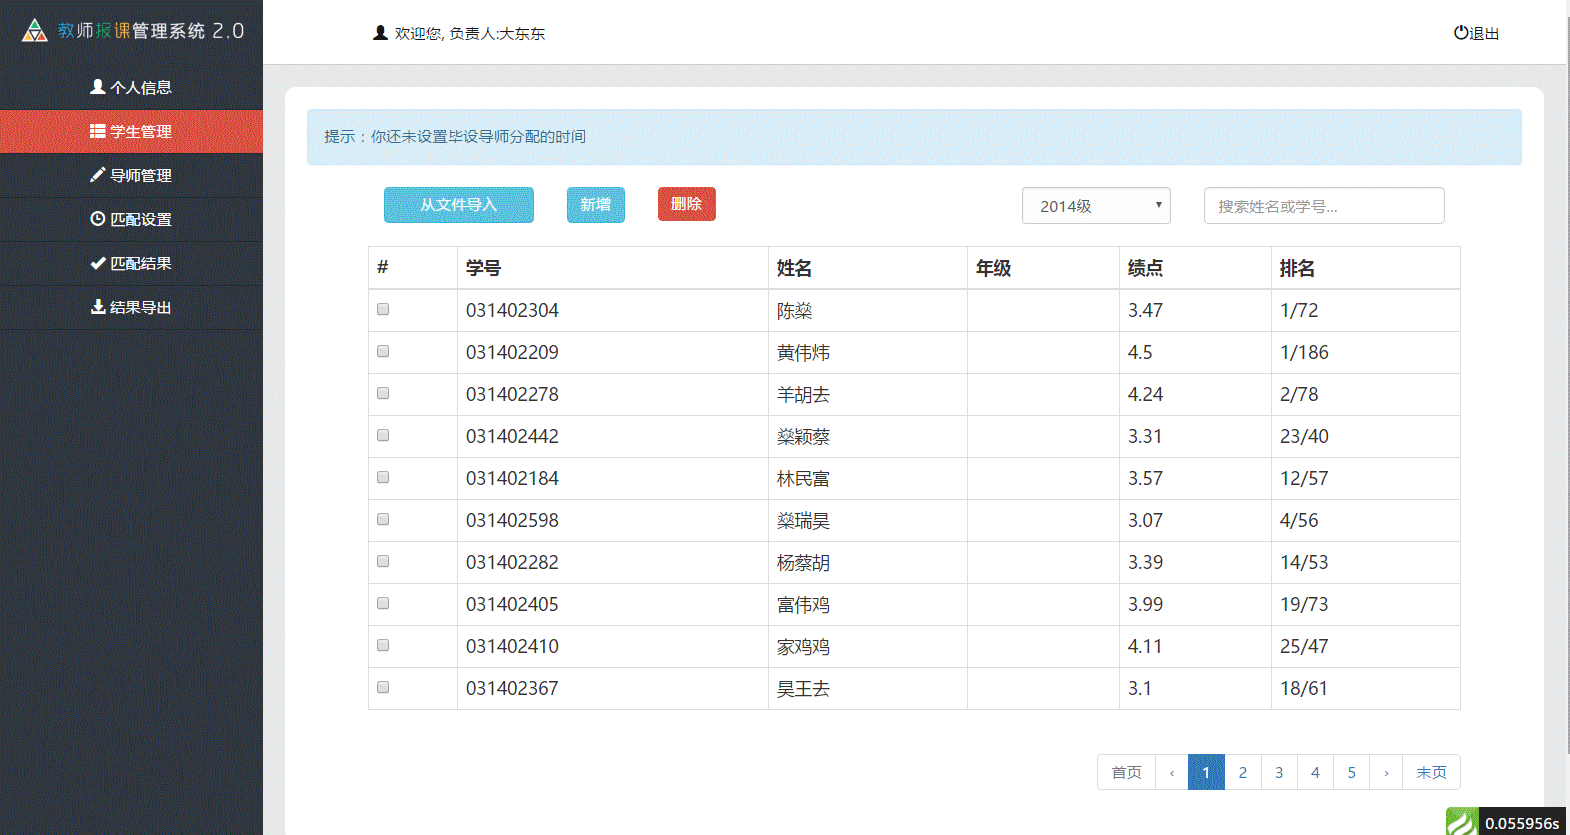 教师报课管理系统 2.0
欢迎您, 负责人:大东东
退出
个人信息
学生管理
导师管理
匹配设置
匹配结果
结果导出
提示：你还未设置毕设导师分配的时间
从文件导入 新增 删除 2014级 搜索姓名或学号...
# 学号 姓名 年级 绩点 排名
031402304 陈燊 3.47 1/72
031402209 黄伟炜 4.5 1/186
031402278 羊胡去 4.24 2/78
031402442 燊颖蔡 3.31 23/40
031402184 林民富 3.57 12/57
031402598 燊瑞昊 3.07 4/56
031402282 杨蔡胡 3.39 14/53
031402405 富伟鸡 3.99 19/73
031402410 家鸡鸡 4.11 25/47
031402367 昊王去 3.1 18/61
首页 ‹ 1 2 3 4 5 › 末页
0.055956s